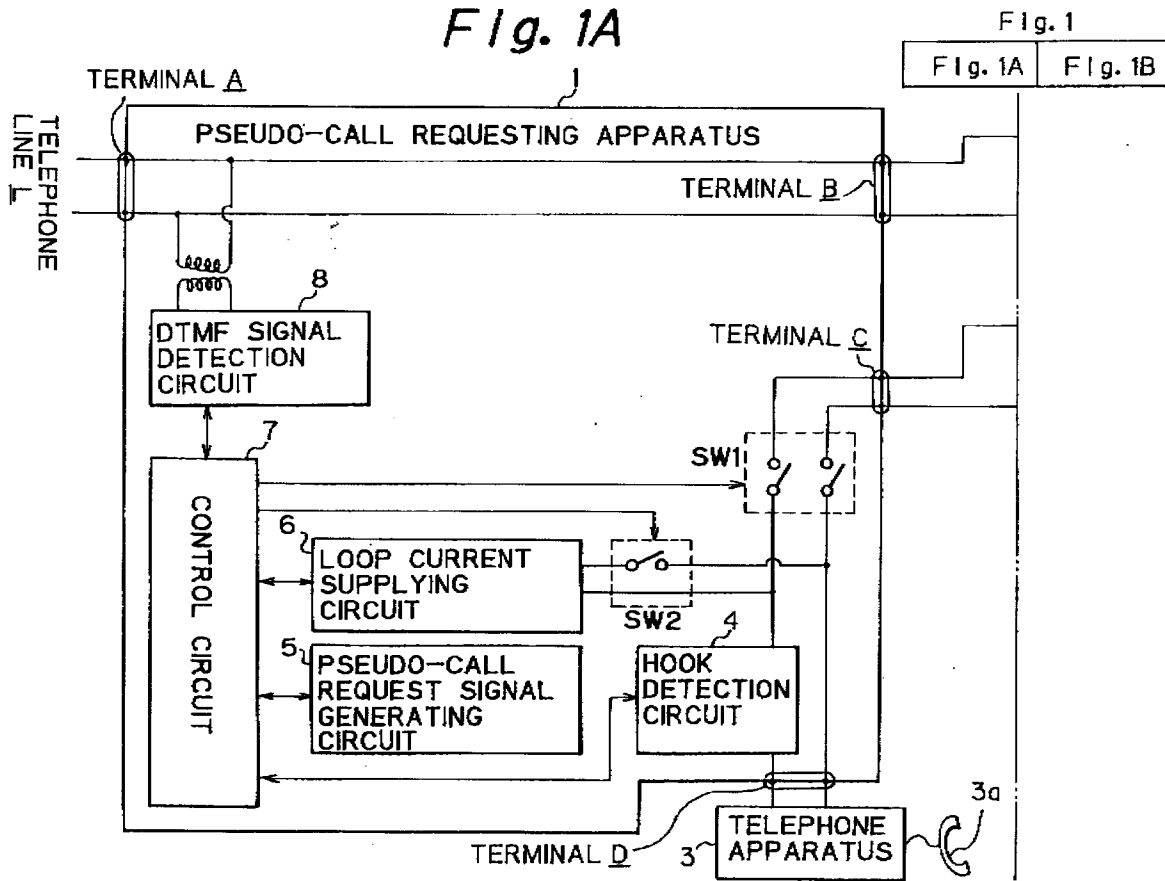 Fig. 1A
Fig. 1
Fig. 1A
Fig. 1B
TERMINAL A
1
TELEPHONE
LINE L
PSEUDO-CALL REQUESTING APPARATUS
TERMINAL B
8
DTMF SIGNAL
DETECTION
CIRCUIT
TERMINAL C
7
CONTROL CIRCUIT
SW1
6
LOOP CURRENT
SUPPLYING
CIRCUIT
SW2
4
5
PSEUDO-CALL
REQUEST SIGNAL
GENERATING
CIRCUIT
HOOK
DETECTION
CIRCUIT
3a
TERMINAL D
3
TELEPHONE
APPARATUS